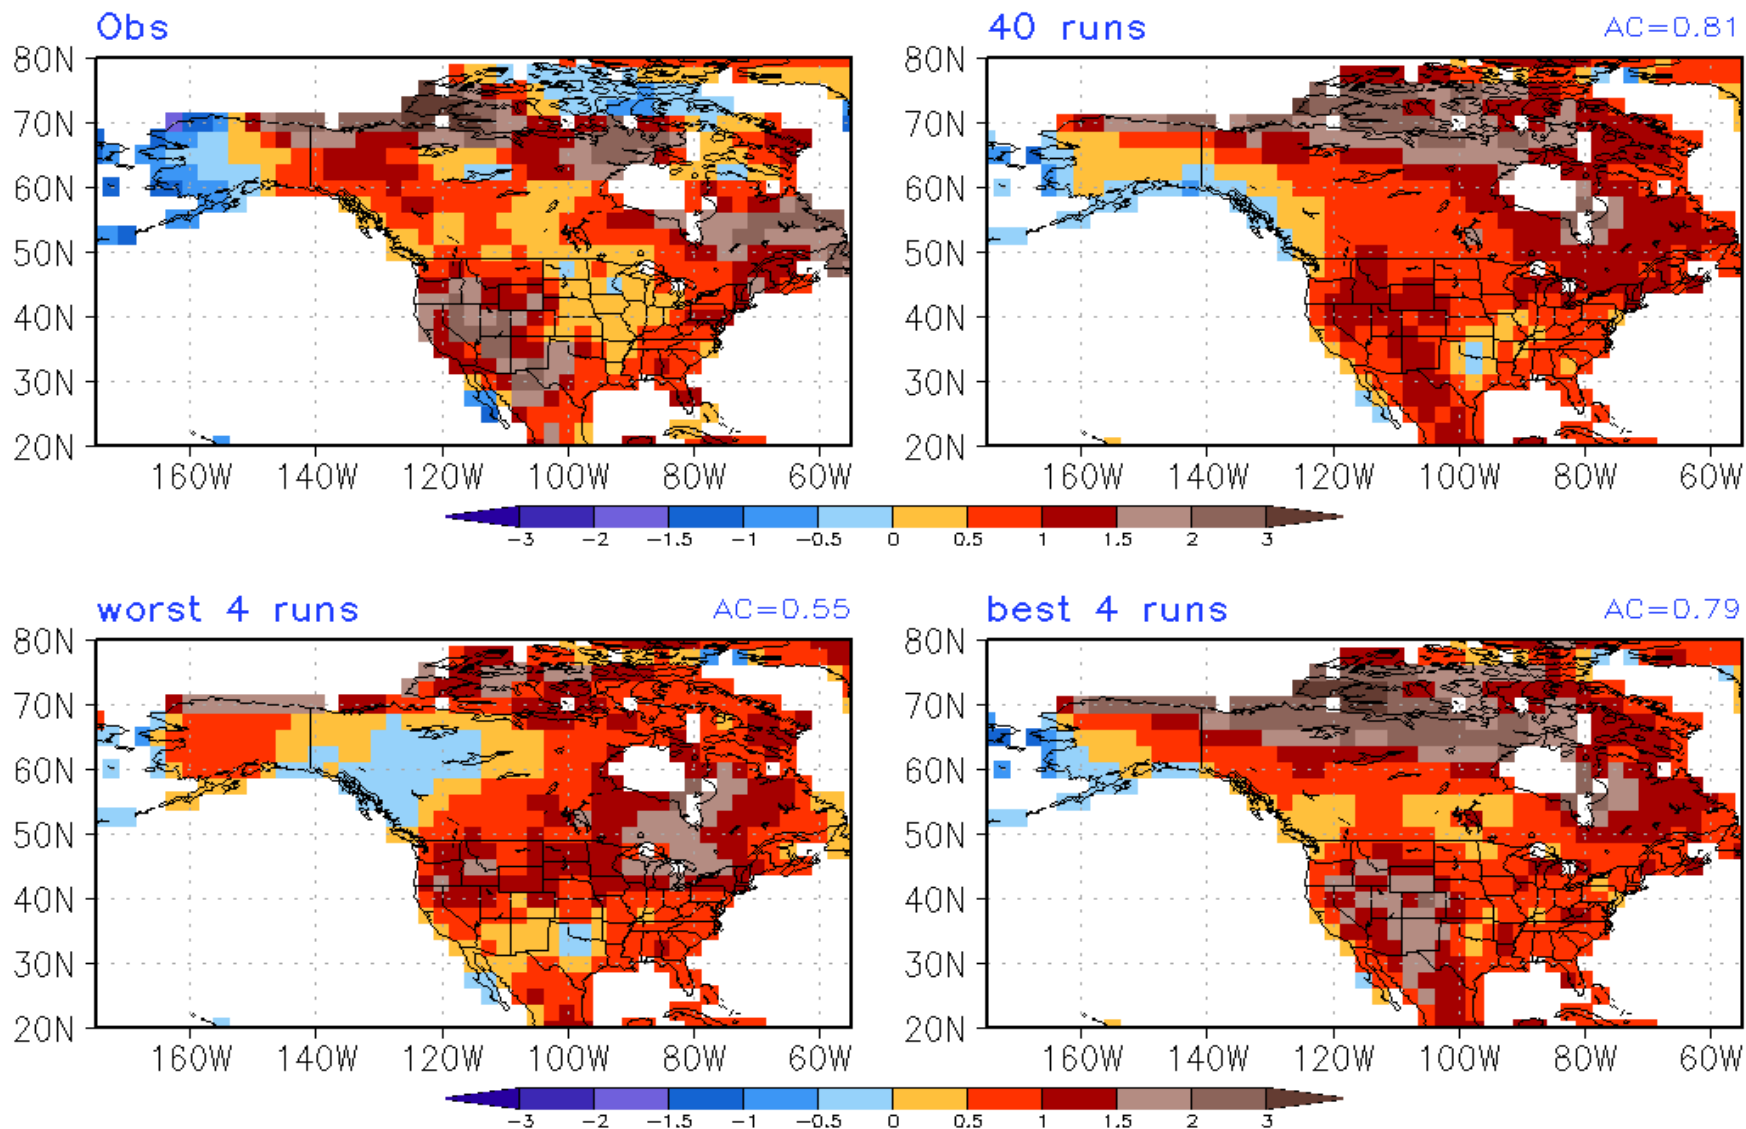 Obs
40 runs AC=0.81
80N 80N
70N 70N
60N 60N
50N 50N
40N 40N
30N 30N
20N 20N
160W 140W 120W 100W 80W 60W 160W 140W 120W 100W 80W 60W
-3 -2 -1.5 -1 -0.5 0 0.5 1 1.5 2 3
worst 4 runs AC=0.55
best 4 runs AC=0.79
80N 80N
70N 70N
60N 60N
50N 50N
40N 40N
30N 30N
20N 20N
160W 140W 120W 100W 80W 60W 160W 140W 120W 100W 80W 60W
-3 -2 -1.5 -1 -0.5 0 0.5 1 1.5 2 3